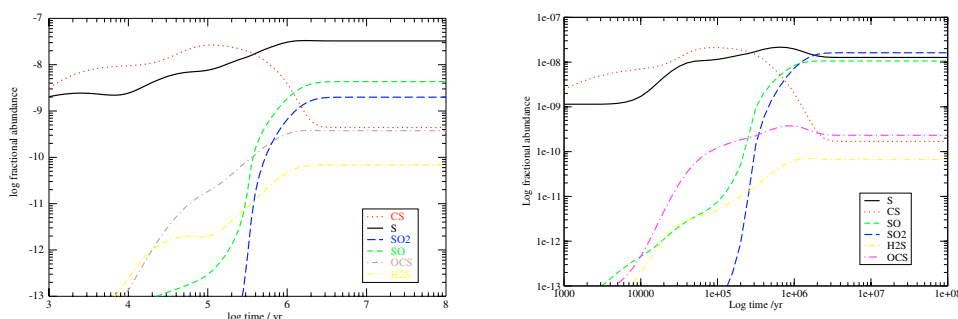 -7
-8
-9
-10
-11
-12
-13
log fractional abundance
3
4
5
6
7
8
log time / yr
CS
S
SO2
SO
OCS
H2S
1e-07
1e-08
1e-09
1e-10
1e-11
1e-12
1e-13
Log fractional abundance
1000
10000
1e+05
1e+06
1e+07
1e+08
Log time /yr
S
CS
SO
SO2
H2S
OCS